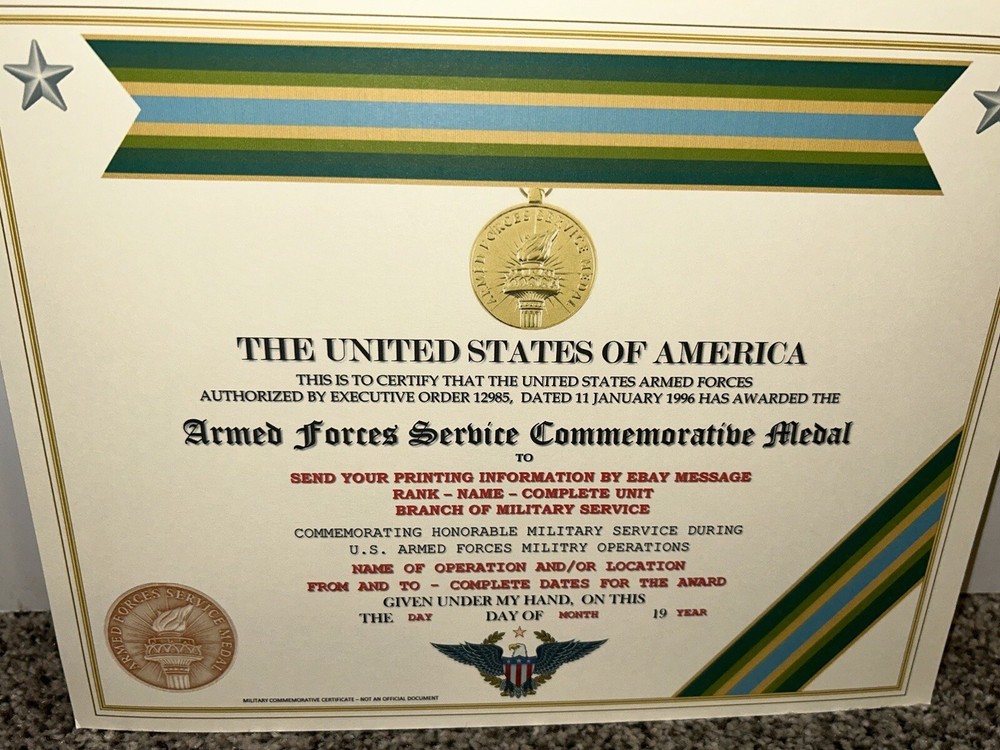 ARMED FORCES SERVICE MEDAL
THE UNITED STATES OF AMERICA
THIS IS TO CERTIFY THAT THE UNITED STATES ARMED FORCES
AUTHORIZED BY EXECUTIVE ORDER 12985, DATED 11 JANUARY 1996 HAS AWARDED THE
Armed Forces Service Commemorative Medal
TO
SEND YOUR PRINTING INFORMATION BY EBAY MESSAGE
RANK – NAME – COMPLETE UNIT
BRANCH OF MILITARY SERVICE
COMMEMORATING HONORABLE MILITARY SERVICE DURING
U.S. ARMED FORCES MILITRY OPERATIONS
NAME OF OPERATION AND/OR LOCATION
FROM AND TO – COMPLETE DATES FOR THE AWARD
GIVEN UNDER MY HAND, ON THIS
THE DAY DAY OF MONTH 19 YEAR
ARMED FORCES SERVICE MEDAL
MILITARY COMMEMORATIVE CERTIFICATE – NOT AN OFFICIAL DOCUMENT